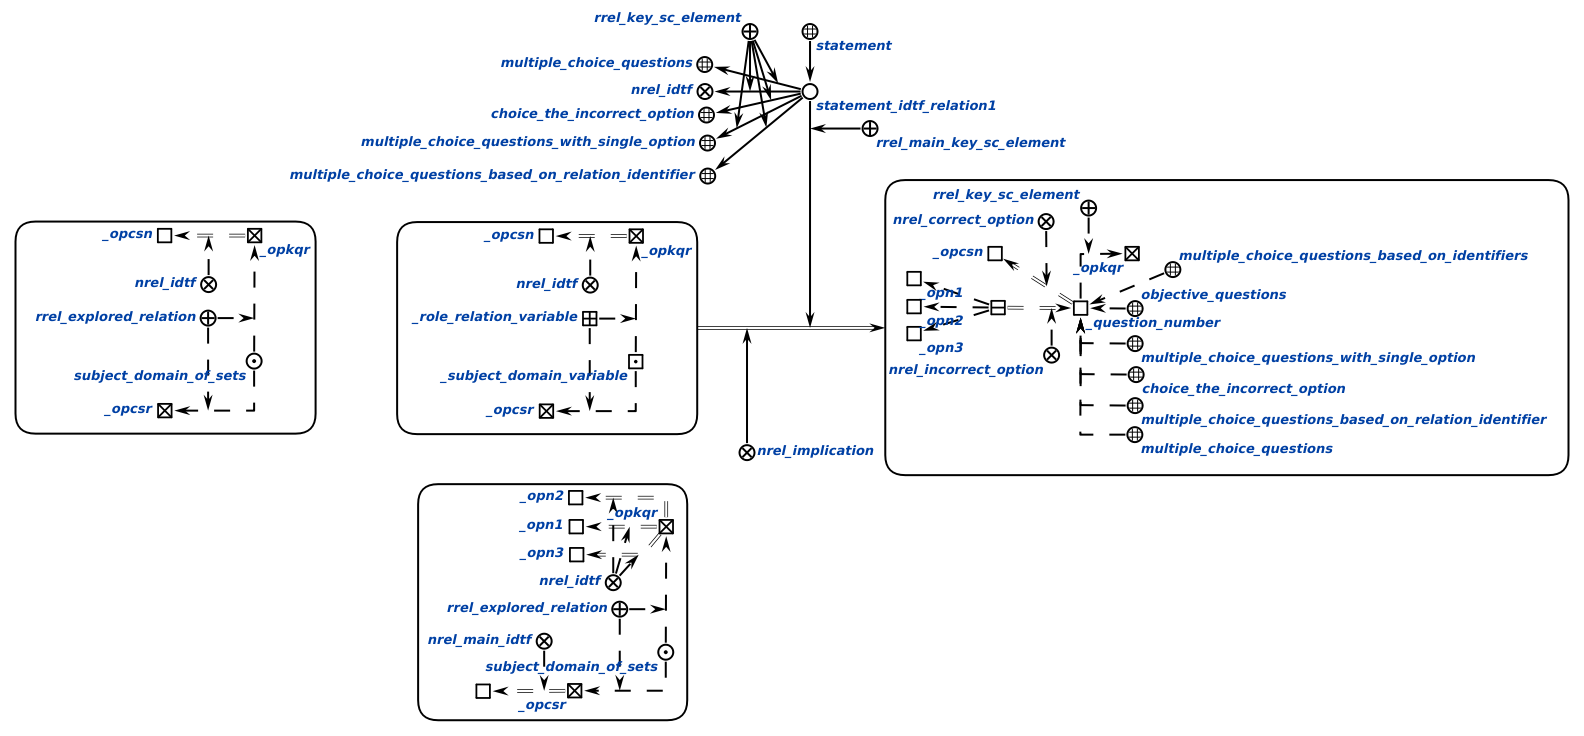 rrel_key_sc_element
statement
multiple_choice_questions
nrel_idtf
statement_idtf_relation1
choice_the_incorrect_option
multiple_choice_questions_with_single_option
rrel_main_key_sc_element
multiple_choice_questions_based_on_relation_identifier
_opcsn
_opkqr
nrel_idtf
rrel_explored_relation
subject_domain_of_sets
_opcsr
_opcsn
_opkqr
nrel_idtf
_role_relation_variable
_subject_domain_variable
_opcsr
nrel_implication
rrel_key_sc_element
nrel_correct_option
_opcsn
_opkqr
multiple_choice_questions_based_on_identifiers
_opn1
objective_questions
_opn2
_question_number
_opn3
nrel_incorrect_option
multiple_choice_questions_with_single_option
choice_the_incorrect_option
multiple_choice_questions_based_on_relation_identifier
multiple_choice_questions
_opn2
_opkqr
_opn1
_opn3
nrel_idtf
rrel_explored_relation
nrel_main_idtf
subject_domain_of_sets
_opcsr